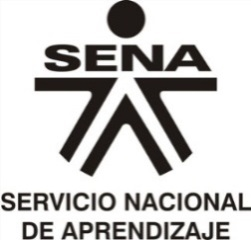 SENA
SERVICIO NACIONAL
DE APRENDIZAJE